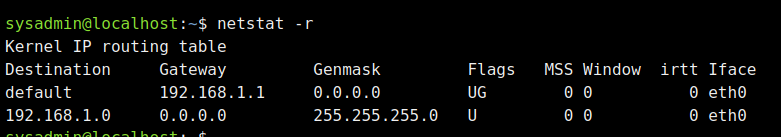 sysadmin@localhost:~$ netstat -r
Kernel IP routing table
Destination     Gateway         Genmask         Flags   MSS Window  irtt Iface
default         192.168.1.1     0.0.0.0         UG        0 0          0 eth0
192.168.1.0     0.0.0.0         255.255.255.0   U         0 0          0 eth0
sysadmin@localhost:~$